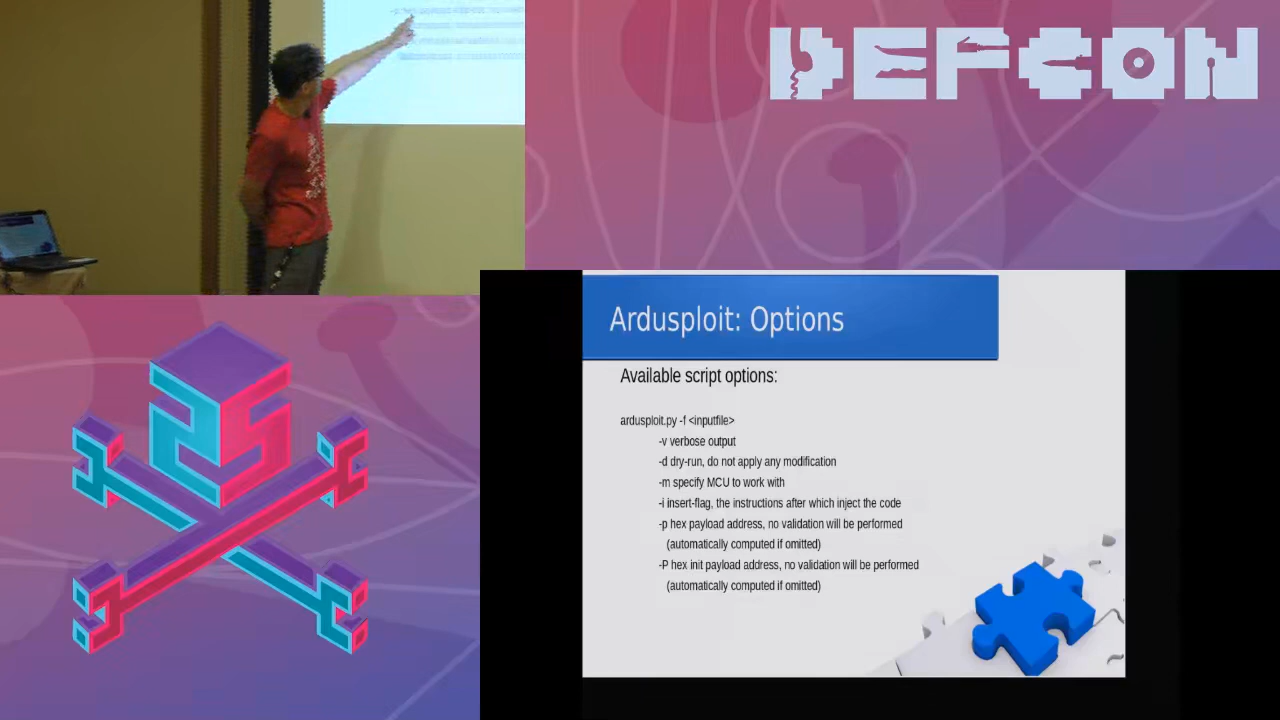 DEFCON
25
Ardusploit: Options
Available script options:
ardusploit.py -f <inputfile>
-v verbose output
-d dry-run, do not apply any modification
-m specify MCU to work with
-i insert-flag, the instructions after which inject the code
-p hex payload address, no validation will be performed
(automatically computed if omitted)
-P hex init payload address, no validation will be performed
(automatically computed if omitted)